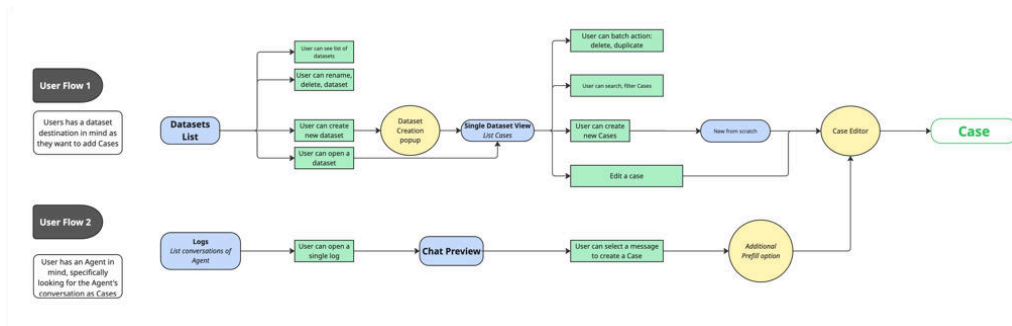 User Flow 1
Users has a dataset
destination in mind as
they want to add Cases
Datasets
List
User can see list of
datasets
User can rename,
delete, dataset
User can create
new dataset
User can open a
dataset
Dataset
Creation
popup
Single Dataset View
List Cases
User can batch action:
delete, duplicate
User can search, filter Cases
User can create
new Cases
Edit a case
New from scratch
Case Editor
Case
User Flow 2
User has an Agent in
mind, specifically
looking for the Agent's
conversation as Cases
Logs
List conversations of
Agent
User can open a
single log
Chat Preview
User can select a message
to create a Case
Additional
Prefill option